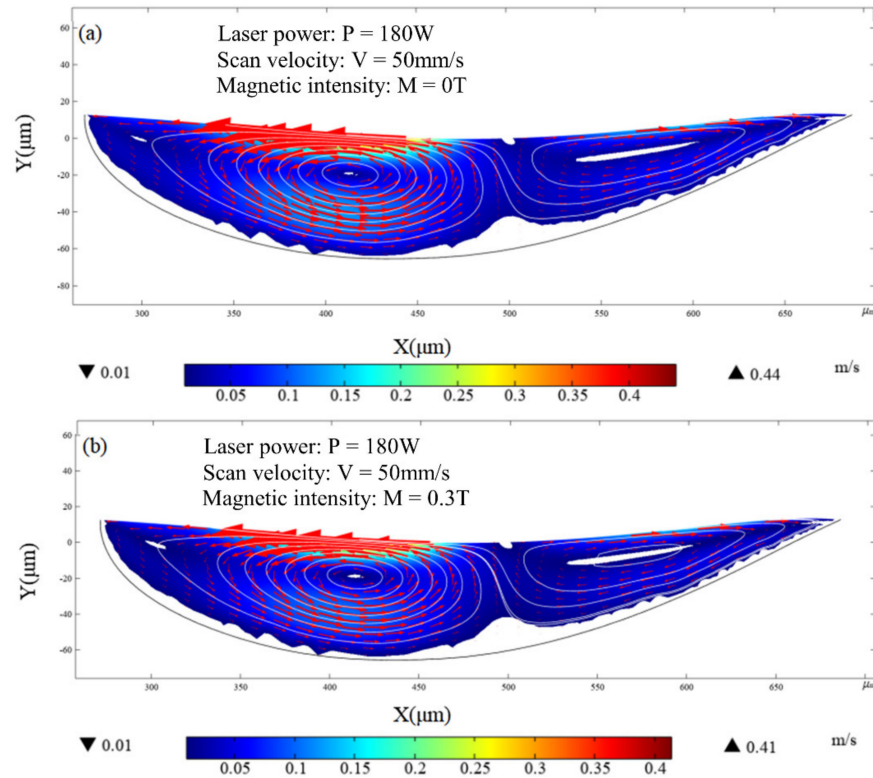 (a)
Laser power: P = 180W
Scan velocity: V = 50mm/s
Magnetic intensity: M = 0T
60
40
20
0
-20
-40
-60
-80
Y(μm)
300 350 400 450 500 550 600 650
X(μm)
▼ 0.01 ▲ 0.44 m/s
0.05 0.1 0.15 0.2 0.25 0.3 0.35 0.4
(b)
Laser power: P = 180W
Scan velocity: V = 50mm/s
Magnetic intensity: M = 0.3T
60
40
20
0
-20
-40
-60
Y(μm)
300 350 400 450 500 550 600 650
X(μm)
▼ 0.01 ▲ 0.41 m/s
0.05 0.1 0.15 0.2 0.25 0.3 0.35 0.4